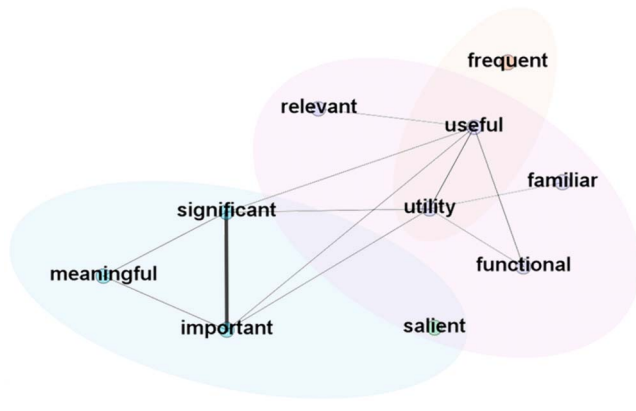 frequent
relevant
useful
familiar
utility
significant
functional
meaningful
important
salient